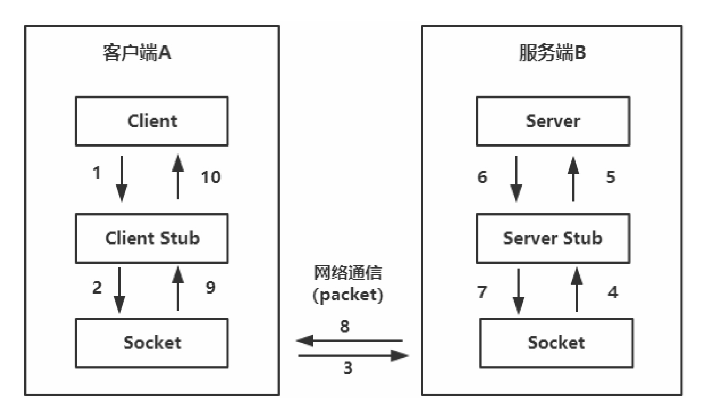 客户端A
服务端B
Client
Server
1
10
6
5
Client Stub
Server Stub
网络通信
(packet)
2
9
7
4
8
Socket
Socket
3